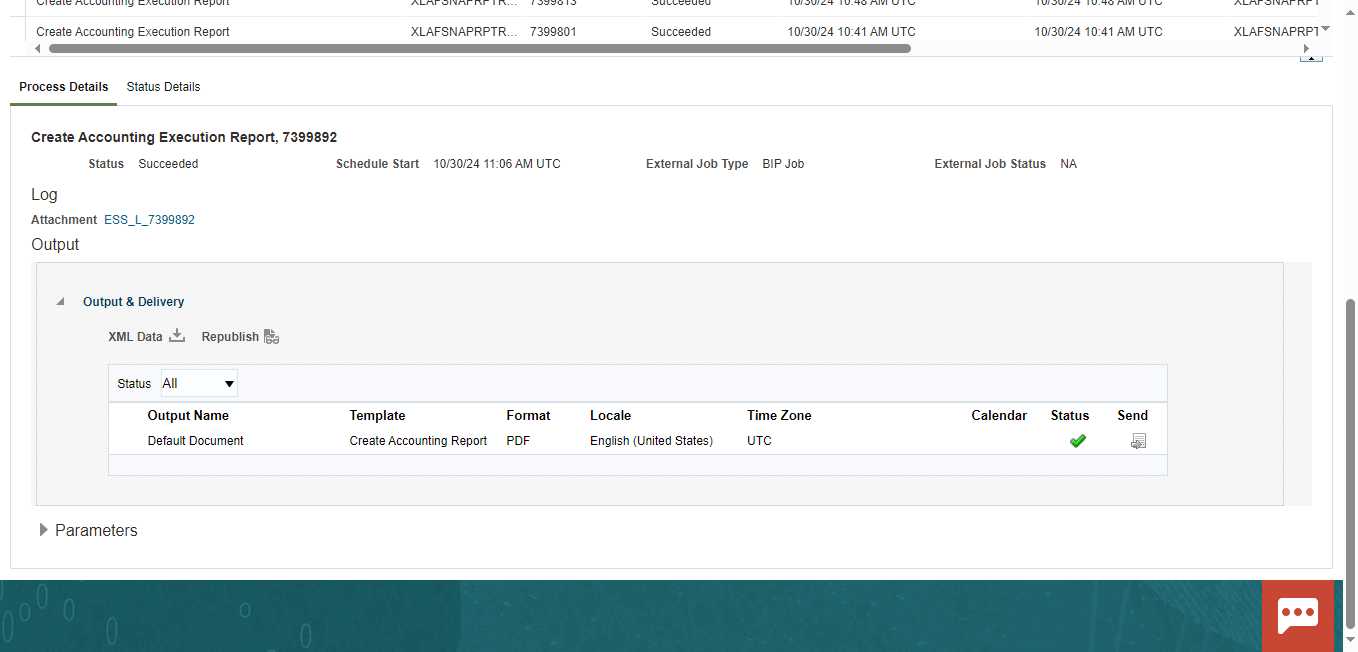 Create Accounting Execution Report XLAFSNAPRPTR... 7399813 Succeeded 10/30/24 10:48 AM UTC 10/30/24 10:48 AM UTC XLAFSNAPRPT
Create Accounting Execution Report XLAFSNAPRPTR... 7399801 Succeeded 10/30/24 10:41 AM UTC 10/30/24 10:41 AM UTC XLAFSNAPRPT
Process Details Status Details
Create Accounting Execution Report, 7399892
Status Succeeded Schedule Start 10/30/24 11:06 AM UTC External Job Type BIP Job External Job Status NA
Log
Attachment ESS_L_7399892
Output
Output & Delivery
XML Data Republish
Status All
Output Name Template Format Locale Time Zone Calendar Status Send
Default Document Create Accounting Report PDF English (United States) UTC
Parameters